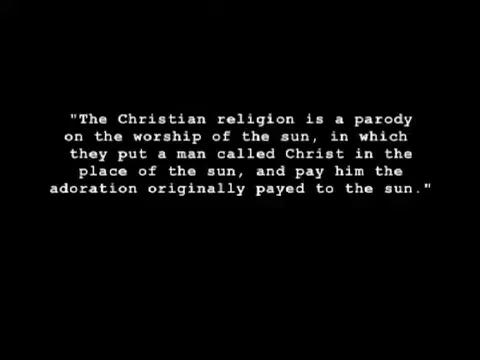 "The Christian religion is a parody
on the worship of the sun, in which
they put a man called Christ in the
place of the sun, and pay him the
adoration originally payed to the sun."